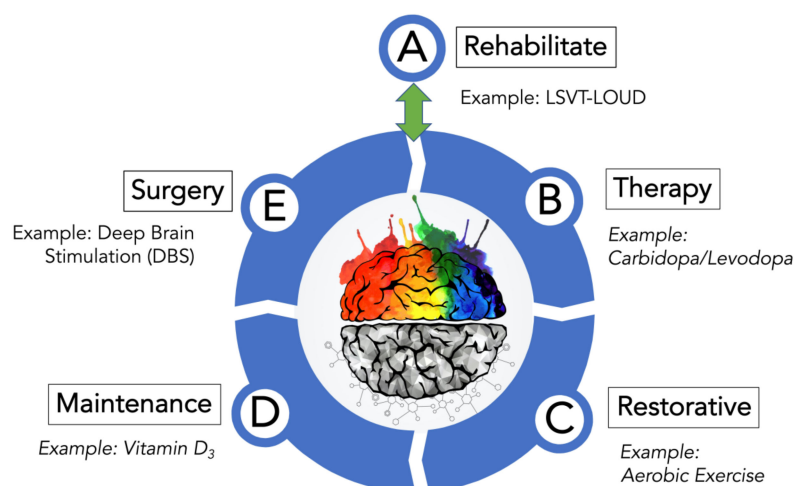 A
Rehabilitate
Example: LSVT-LOUD
B
Therapy
Example:
Carbidopa/Levodopa
C
Restorative
Example:
Aerobic Exercise
D
Maintenance
Example: Vitamin D₃
E
Surgery
Example: Deep Brain
Stimulation (DBS)